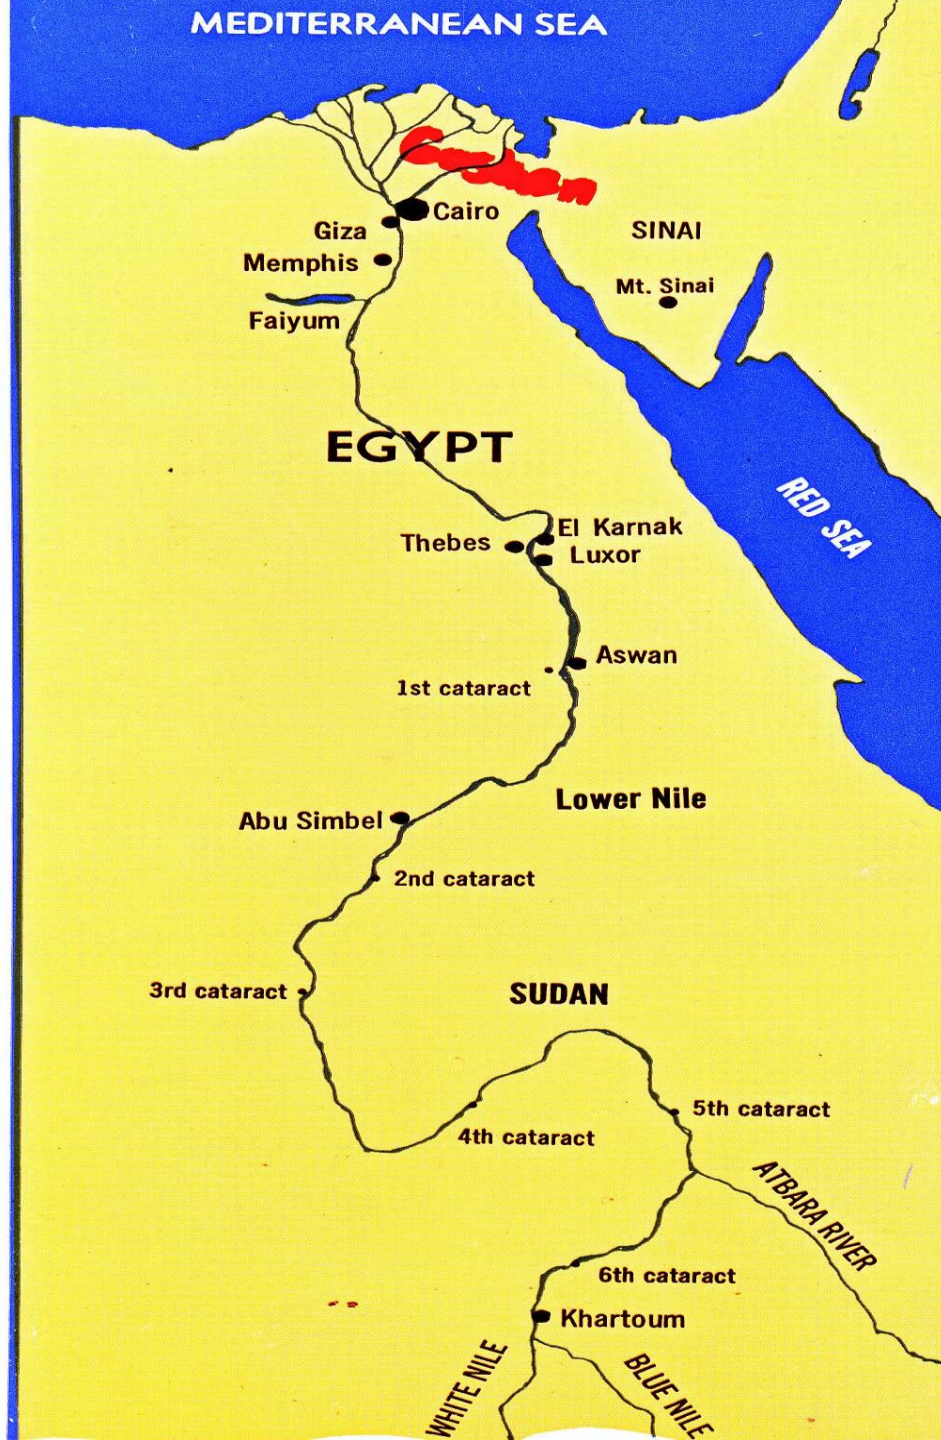 MEDITERRANEAN SEA
Cairo
Giza
SINAI
Memphis
Mt. Sinai
Faiyum
EGYPT
RED SEA
El Karnak
Thebes
Luxor
Aswan
1st cataract
Lower Nile
Abu Simbel
2nd cataract
3rd cataract
SUDAN
5th cataract
4th cataract
ATBARA RIVER
6th cataract
Khartoum
WHITE NILE
BLUE NILE